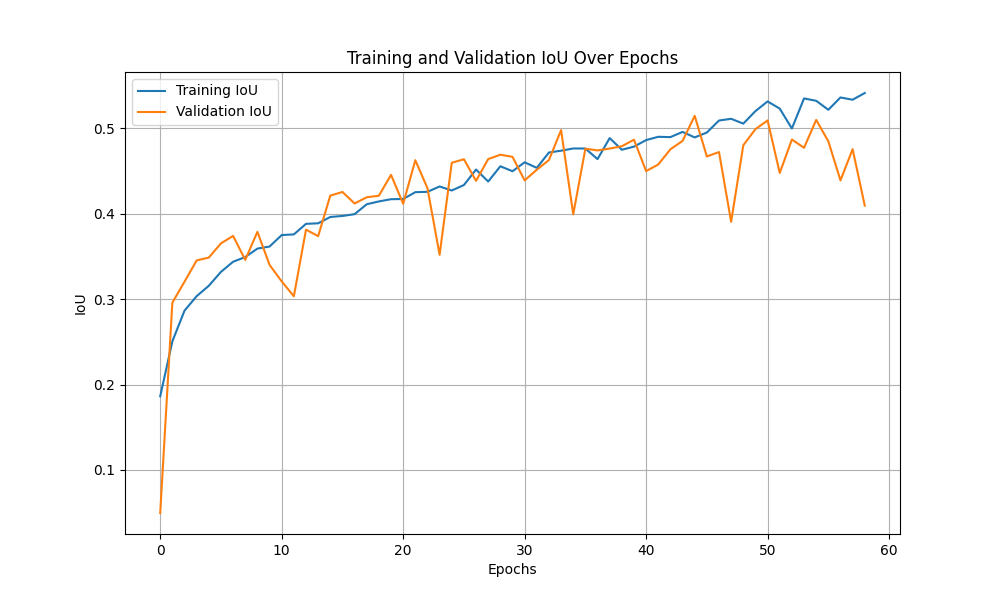 Training and Validation IoU Over Epochs
Training IoU
Validation IoU
0.5
0.4
0.3
0.2
0.1
IoU
0 10 20 30 40 50 60
Epochs